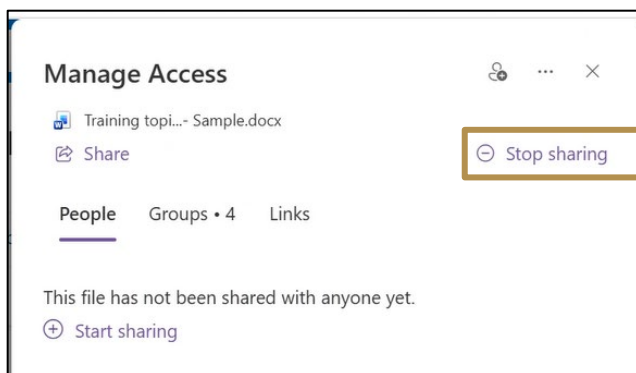 Manage Access
Training topi...- Sample.docx
Share
Stop sharing
People Groups • 4 Links
This file has not been shared with anyone yet.
Start sharing